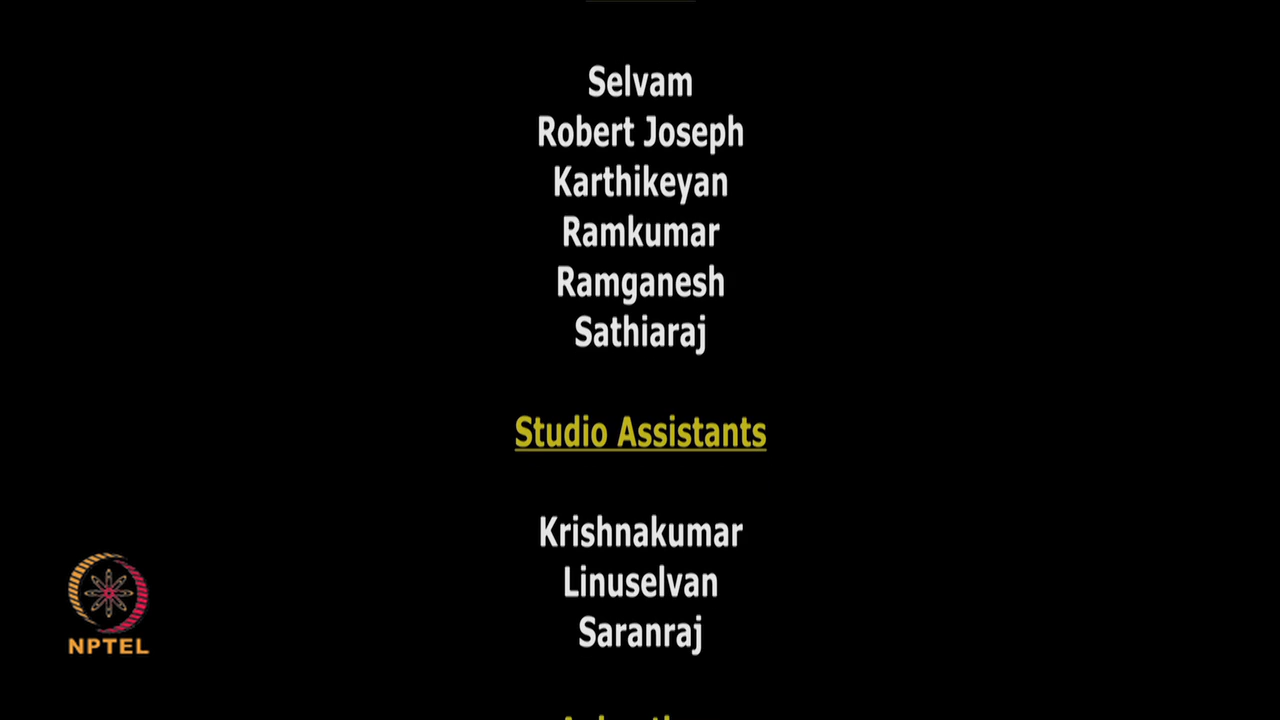 Selvam
Robert Joseph
Karthikeyan
Ramkumar
Ramganesh
Sathiaraj
Studio Assistants
Krishnakumar
Linuselvan
Saranraj
NPTEL